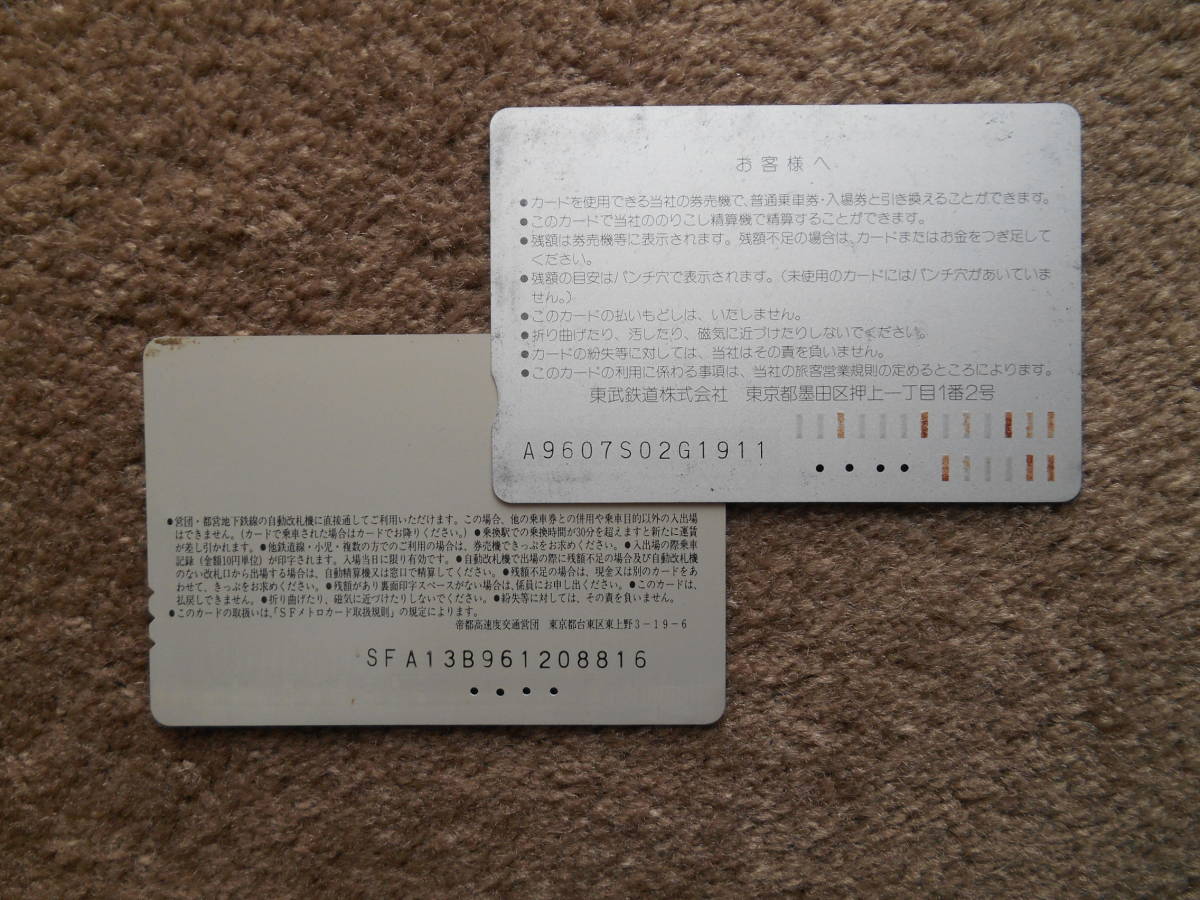 お客様へ
●カードを使用できる当社の券売機で、普通乗車券・入場券と引き換えることができます。
●このカードで当社ののりこし精算機で精算することができます。
●残額は券売機等に表示されます。残額不足の場合は、カードまたはお金をつぎ足して
ください。
●残額の目安はパンチ穴で表示されます。(未使用のカードにはパンチ穴があいていま
せん。)
●このカードの払いもどしは、いたしません。
●折り曲げたり、汚したり、磁気に近づけたりしないでください。
●カードの紛失等に対しては、当社はその責を負いません。
●このカードの利用に係わる事項は、当社の旅客営業規則の定めるところによります。
東武鉄道株式会社 東京都墨田区押上一丁目1番2号
A9607S02G1911
●営団・都営地下鉄線の自動改札機に直接通してご利用いただけます。この場合、他の乗車券との併用や乗車目的以外の入出場
はできません。(カードで乗車された場合はカードでお降りください。)●乗換駅での乗換時間が30分を超えますと新たに運賃
が差し引かれます。●他鉄道線・小児・複数の方でのご利用の場合は、券売機できっぷをお求めください。●入出場の際乗車
記録(金額10円単位)が印字されます。入場当日に限り有効です。●自動改札機で出場の際に残額不足の場合及び自動改札機
のない改札口から出場する場合は、自動精算機又は窓口で精算してください。●残額不足の場合は、現金又は別のカードをあ
わせて、きっぷをお求めください。●残額があり裏面印字スペースがない場合は、係員にお申し出ください。●このカードは、
払戻しできません。●折り曲げたり、磁気に近づけたりしないでください。●紛失等に対しては、その責を負いません。
●このカードの取扱いは、「SFメトロカード取扱規則」の規定によります。
帝都高速度交通営団 東京都台東区東上野3-19-6
SFA13B961208816